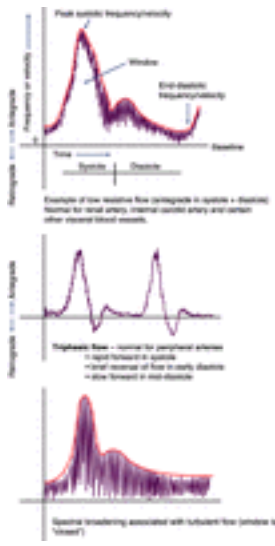 Peak systolic frequency/velocity
Window
End-diastolic
frequency/velocity
Frequency or velocity
Retrograde Antegrade
Baseline
Time
Systole Diastole
Example of low resistive flow (antegrade in systole + diastole)
Normal for renal artery, internal carotid artery and certain
other visceral blood vessels.
Retrograde Antegrade
Triphasic flow – normal for peripheral arteries
rapid forward in systole
brief reversal of flow in early diastole
slow forward in mid-diastole
Spectral broadening associated with turbulent flow (window is
"closed")